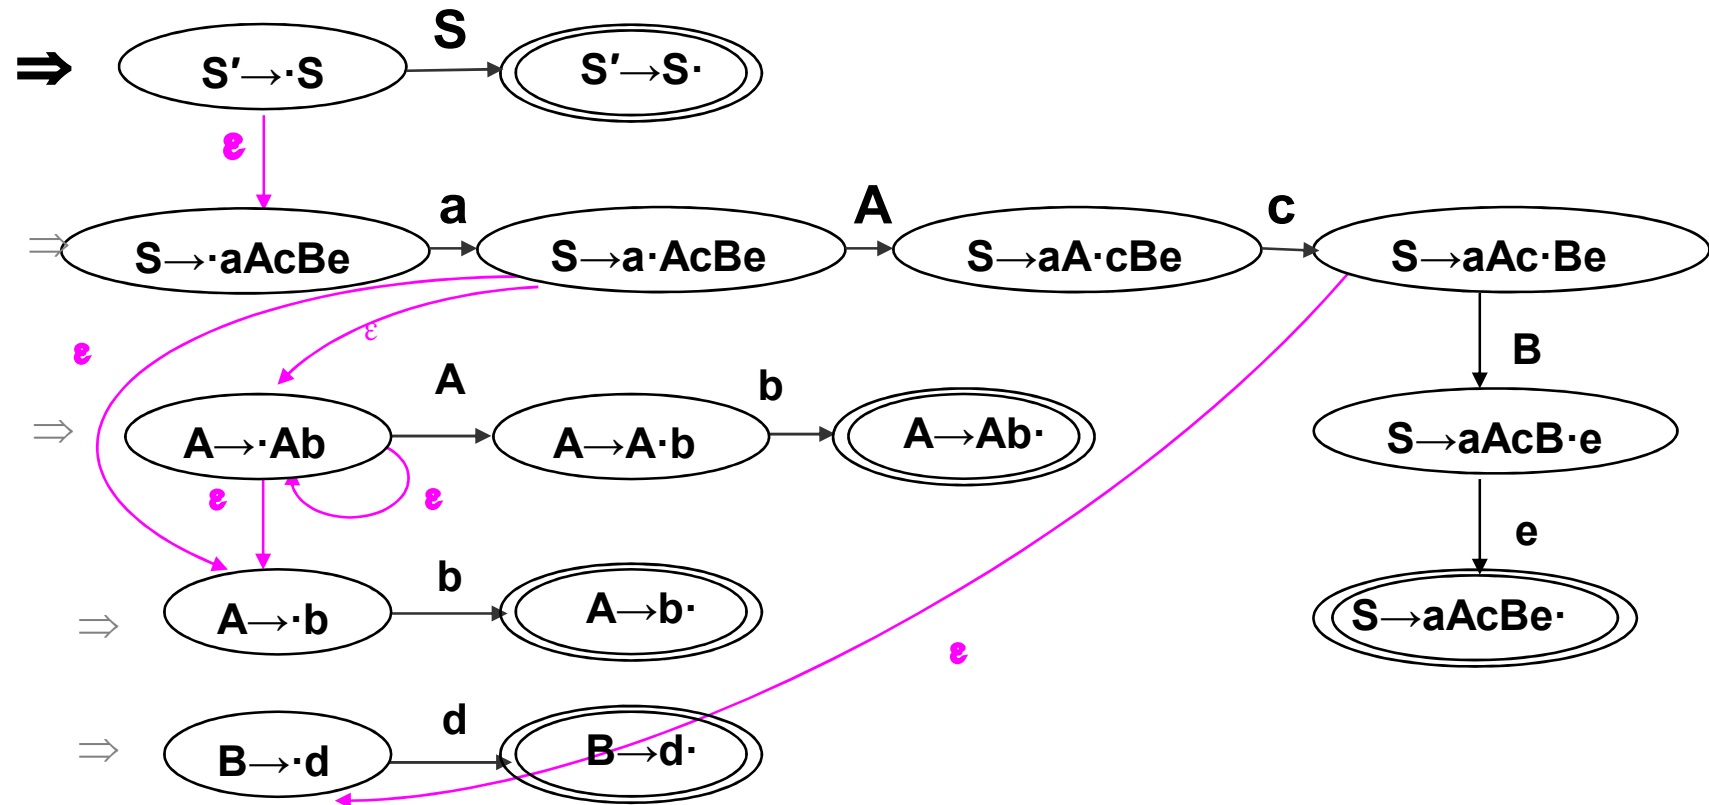 ⇒ S′→·S S S′→S·
ε
⇒ S→·aAcBe a S→a·AcBe A S→aA·cBe c S→aAc·Be
ε ε B
⇒ A→·Ab A A→A·b b A→Ab· S→aAcB·e
ε ε e
⇒ A→·b b A→b· S→aAcBe·
ε
⇒ B→·d d B→d·